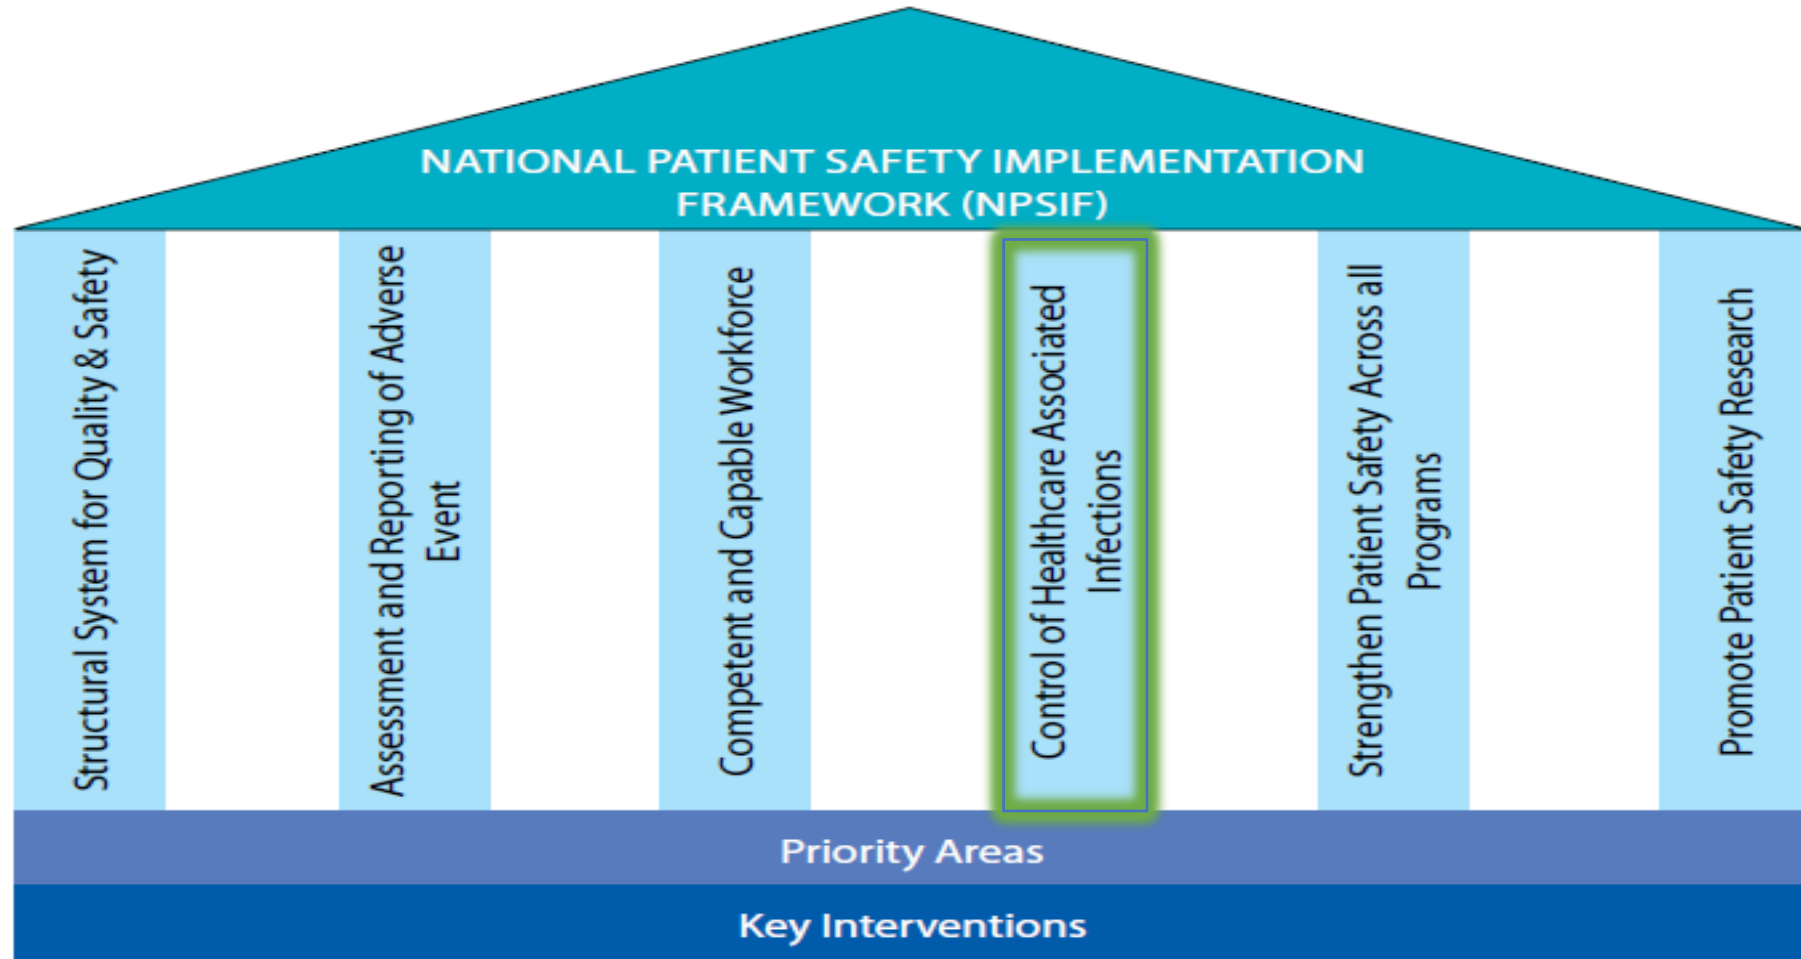 NATIONAL PATIENT SAFETY IMPLEMENTATION
FRAMEWORK (NPSIF)
Structural System for Quality & Safety
Assessment and Reporting of Adverse
Event
Competent and Capable Workforce
Control of Healthcare Associated
Infections
Strengthen Patient Safety Across all
Programs
Promote Patient Safety Research
Priority Areas
Key Interventions